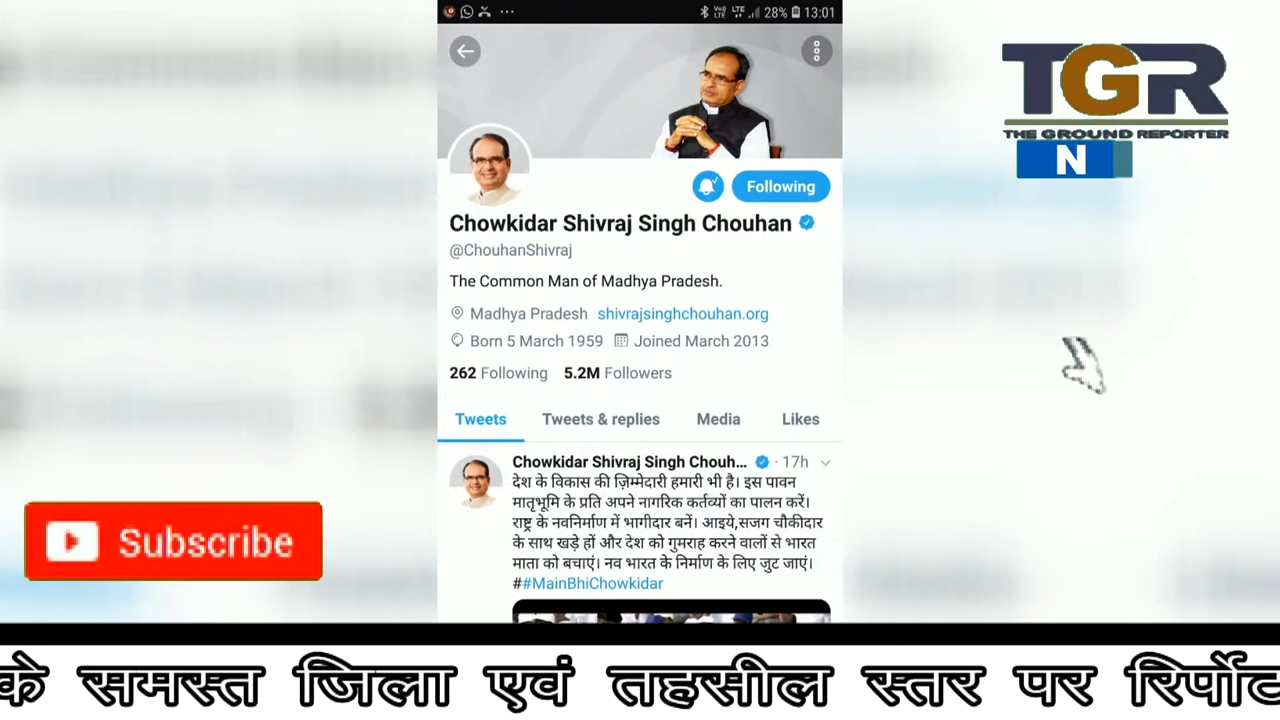 28% 13:01
TGR
THE GROUND REPORTER
N
Following
Chowkidar Shivraj Singh Chouhan
@ChouhanShivraj
The Common Man of Madhya Pradesh.
Madhya Pradesh shivrajsinghchouhan.org
Born 5 March 1959 Joined March 2013
262 Following 5.2M Followers
Tweets Tweets & replies Media Likes
Chowkidar Shivraj Singh Chouh... · 17h
देश के विकास की ज़िम्मेदारी हमारी भी है। इस पावन
मातृभूमि के प्रति अपने नागरिक कर्तव्यों का पालन करें।
राष्ट्र के नवनिर्माण में भागीदार बनें। आइये,सजग चौकीदार
के साथ खड़े हों और देश को गुमराह करने वालों से भारत
माता को बचाएं। नव भारत के निर्माण के लिए जुट जाएं।
##MainBhiChowkidar
Subscribe
के समस्त जिला एवं तहसील स्तर पर रिर्पोट